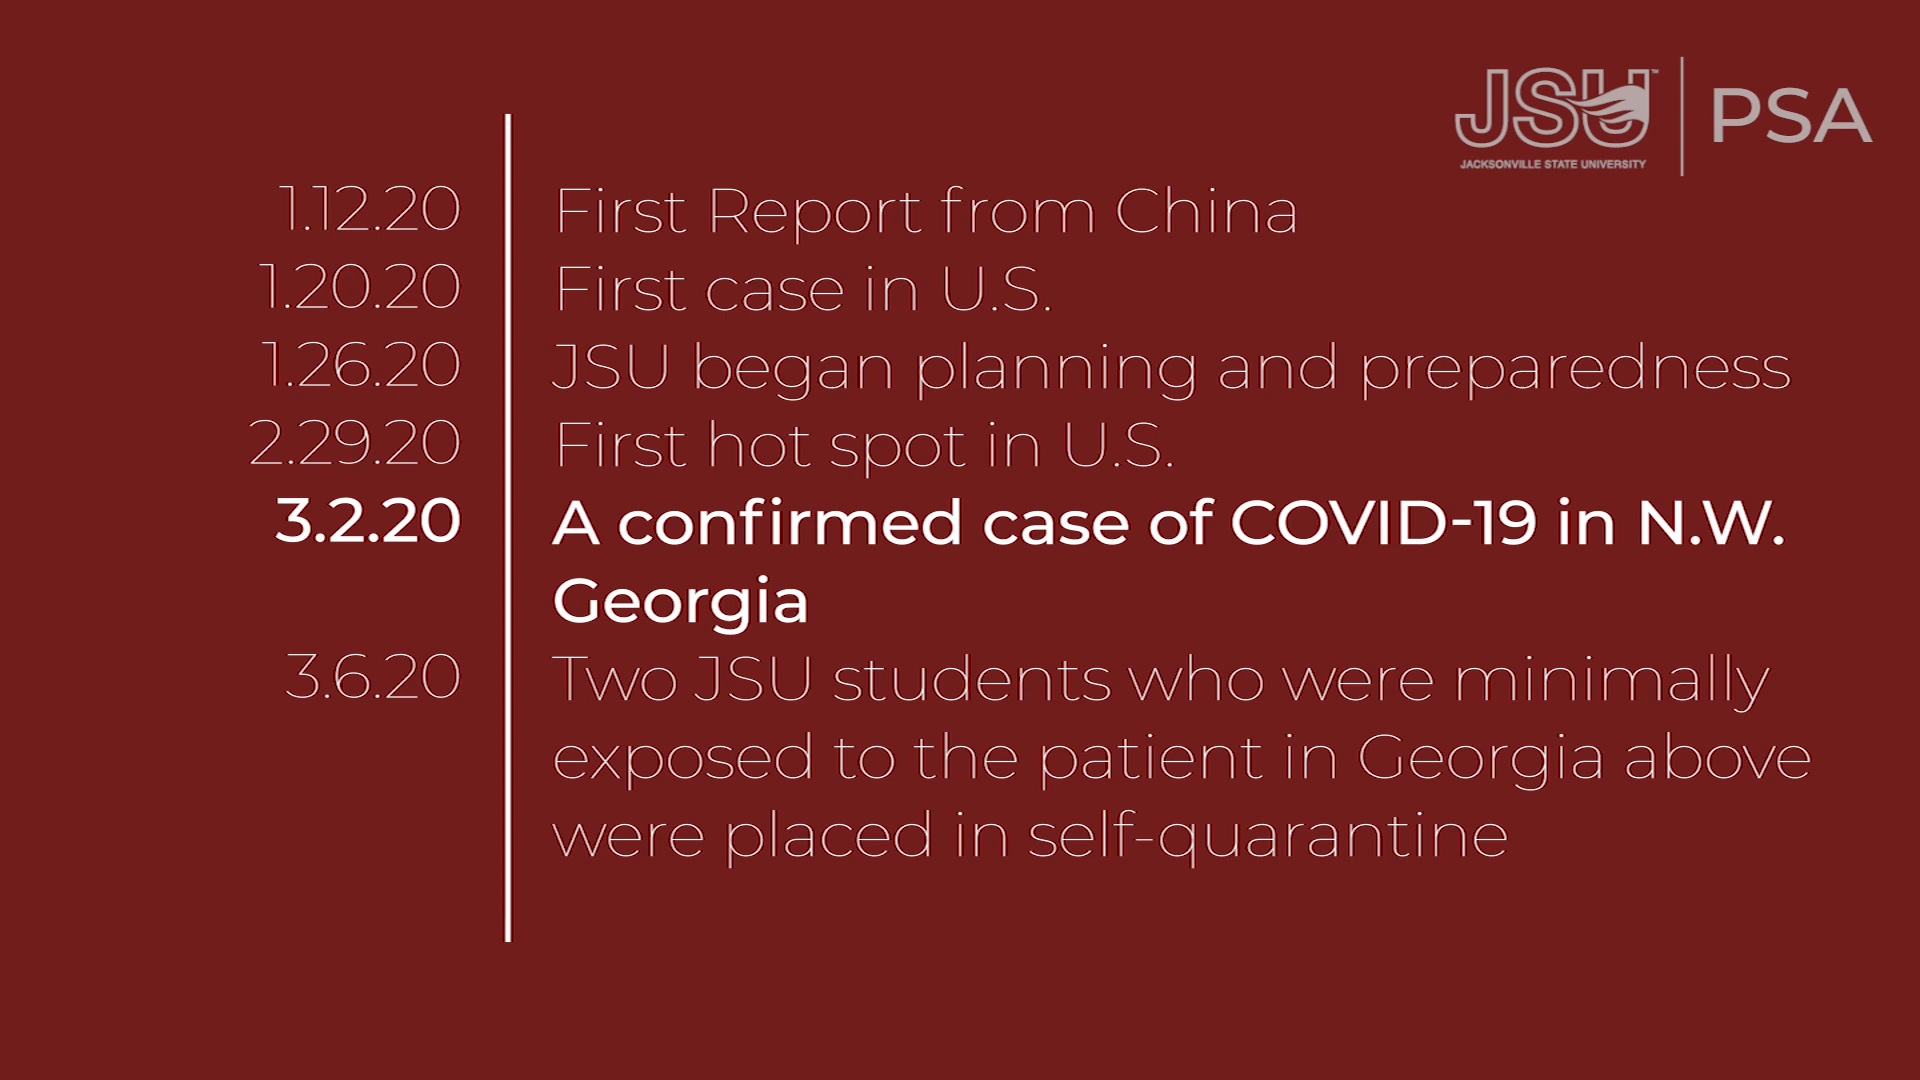 JSU™ | PSA
JACKSONVILLE STATE UNIVERSITY
1.12.20 First Report from China
1.20.20 First case in U.S.
1.26.20 JSU began planning and preparedness
2.29.20 First hot spot in U.S.
3.2.20 A confirmed case of COVID-19 in N.W.
Georgia
3.6.20 Two JSU students who were minimally
exposed to the patient in Georgia above
were placed in self-quarantine